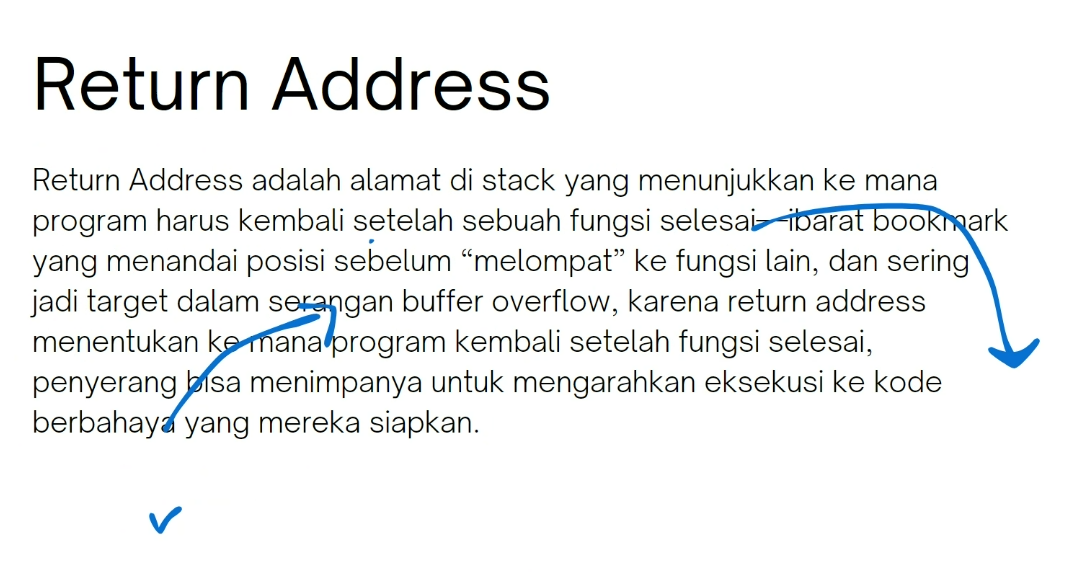 Return Address
Return Address adalah alamat di stack yang menunjukkan ke mana
program harus kembali setelah sebuah fungsi selesai—ibarat bookmark
yang menandai posisi sebelum “melompat” ke fungsi lain, dan sering
jadi target dalam serangan buffer overflow, karena return address
menentukan ke mana program kembali setelah fungsi selesai,
penyerang bisa menimpanya untuk mengarahkan eksekusi ke kode
berbahaya yang mereka siapkan.